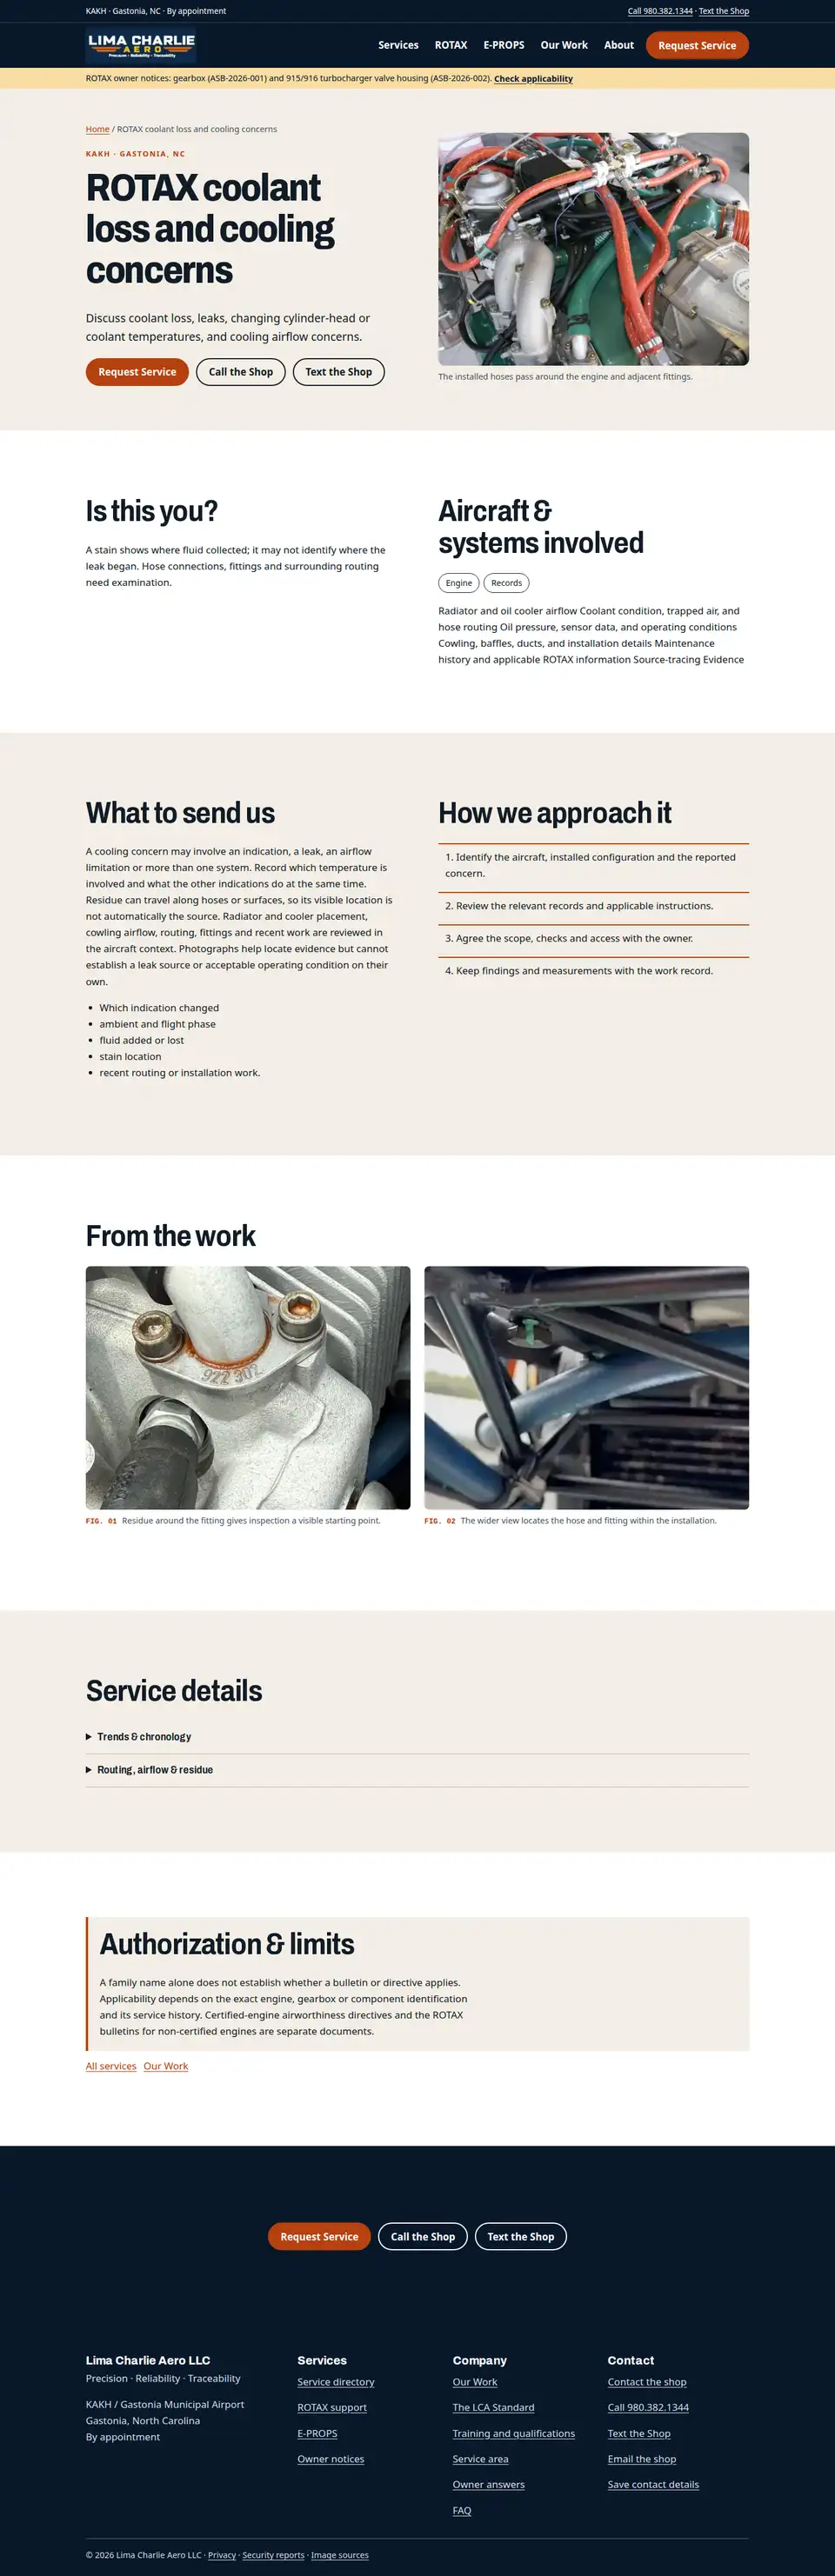 KAKH · Gastonia, NC · By appointment
Call 980.382.1344 · Text the Shop
LIMA CHARLIE
AERO
Precision · Reliability · Traceability
Services
ROTAX
E-PROPS
Our Work
About
Request Service
ROTAX owner notices: gearbox (ASB-2026-001) and 915/916 turbocharger valve housing (ASB-2026-002). Check applicability
Home / ROTAX coolant loss and cooling concerns
KAKH · GASTONIA, NC
ROTAX coolant
loss and cooling
concerns
Discuss coolant loss, leaks, changing cylinder-head or
coolant temperatures, and cooling airflow concerns.
Request Service
Call the Shop
Text the Shop
The installed hoses pass around the engine and adjacent fittings.
Is this you?
A stain shows where fluid collected; it may not identify where the
leak began. Hose connections, fittings and surrounding routing
need examination.
Aircraft &
systems involved
Engine
Records
Radiator and oil cooler airflow Coolant condition, trapped air, and
hose routing Oil pressure, sensor data, and operating conditions
Cowling, baffles, ducts, and installation details Maintenance
history and applicable ROTAX information Source-tracing Evidence
What to send us
A cooling concern may involve an indication, a leak, an airflow
limitation or more than one system. Record which temperature is
involved and what the other indications do at the same time.
Residue can travel along hoses or surfaces, so its visible location is
not automatically the source. Radiator and cooler placement,
cowling airflow, routing, fittings and recent work are reviewed in
the aircraft context. Photographs help locate evidence but cannot
establish a leak source or acceptable operating condition on their
own.
• Which indication changed
• ambient and flight phase
• fluid added or lost
• stain location
• recent routing or installation work.
How we approach it
1. Identify the aircraft, installed configuration and the reported
concern.
2. Review the relevant records and applicable instructions.
3. Agree the scope, checks and access with the owner.
4. Keep findings and measurements with the work record.
From the work
922 302
FIG. 01 Residue around the fitting gives inspection a visible starting point.
FIG. 02 The wider view locates the hose and fitting within the installation.
Service details
Trends & chronology
Routing, airflow & residue
Authorization & limits
A family name alone does not establish whether a bulletin or directive applies.
Applicability depends on the exact engine, gearbox or component identification
and its service history. Certified-engine airworthiness directives and the ROTAX
bulletins for non-certified engines are separate documents.
All services
Our Work
Request Service
Call the Shop
Text the Shop
Lima Charlie Aero LLC
Precision · Reliability · Traceability
KAKH / Gastonia Municipal Airport
Gastonia, North Carolina
By appointment
Services
Service directory
ROTAX support
E-PROPS
Owner notices
Company
Our Work
The LCA Standard
Training and qualifications
Service area
Owner answers
FAQ
Contact
Contact the shop
Call 980.382.1344
Text the Shop
Email the shop
Save contact details
© 2026 Lima Charlie Aero LLC · Privacy · Security reports · Image sources